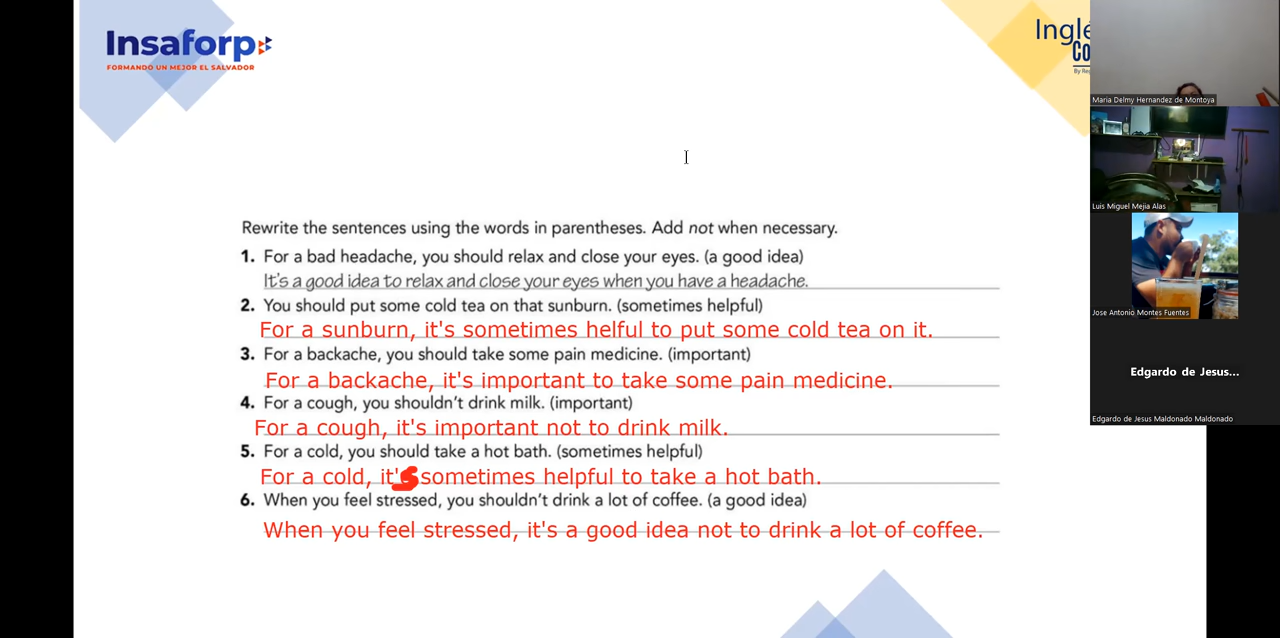 Insaforp
FORMANDO UN MEJOR EL SALVADOR
Inglé
Co
Rewrite the sentences using the words in parentheses. Add not when necessary.
1. For a bad headache, you should relax and close your eyes. (a good idea)
It's a good idea to relax and close your eyes when you have a headache.
2. You should put some cold tea on that sunburn. (sometimes helpful)
For a sunburn, it's sometimes helful to put some cold tea on it.
3. For a backache, you should take some pain medicine. (important)
For a backache, it's important to take some pain medicine.
4. For a cough, you shouldn't drink milk. (important)
For a cough, it's important not to drink milk.
5. For a cold, you should take a hot bath. (sometimes helpful)
For a cold, it's sometimes helpful to take a hot bath.
6. When you feel stressed, you shouldn't drink a lot of coffee. (a good idea)
When you feel stressed, it's a good idea not to drink a lot of coffee.
Maria Delmy Hernandez de Montoya
Luis Miguel Mejia Alas
Jose Antonio Montes Fuentes
Edgardo de Jesus...
Edgardo de Jesus Maldonado Maldonado